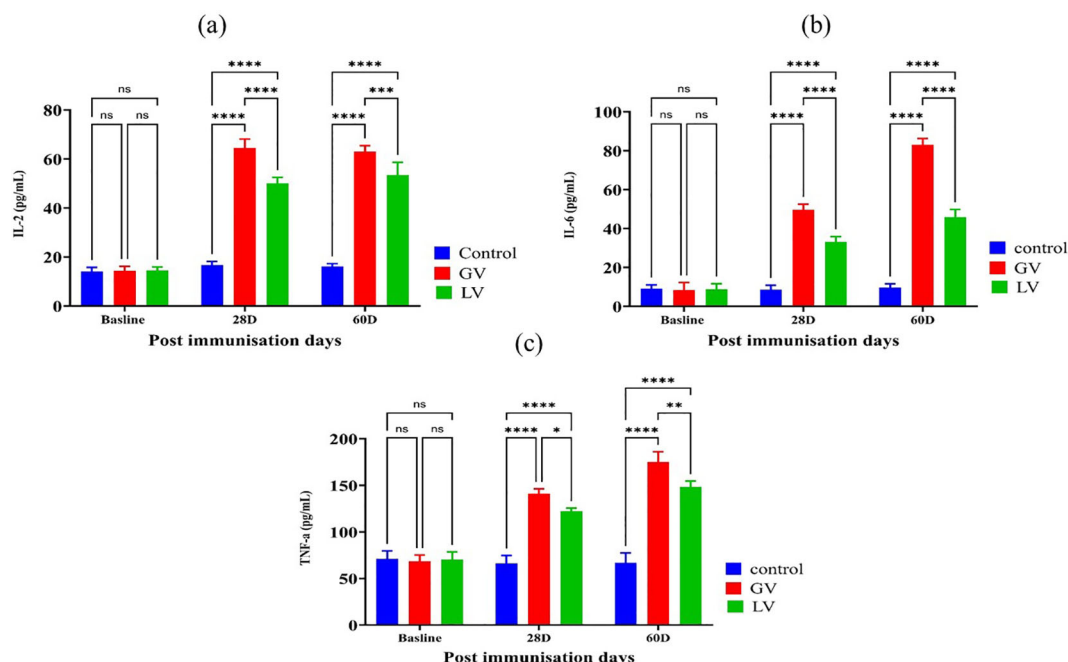 (a)
ns
ns ns
****
****
****
****
***
****
IL-2 (pg/mL)
80
60
40
20
0
Basline 28D 60D
Post immunisation days
Control
GV
LV
(b)
ns
ns ns
****
****
****
****
****
****
IL-6 (pg/mL)
100
80
60
40
20
0
Basline 28D 60D
Post immunisation days
control
GV
LV
(c)
ns
ns ns
****
**** *
****
**
****
TNF-a (pg/mL)
200
150
100
50
0
Basline 28D 60D
Post immunisation days
control
GV
LV